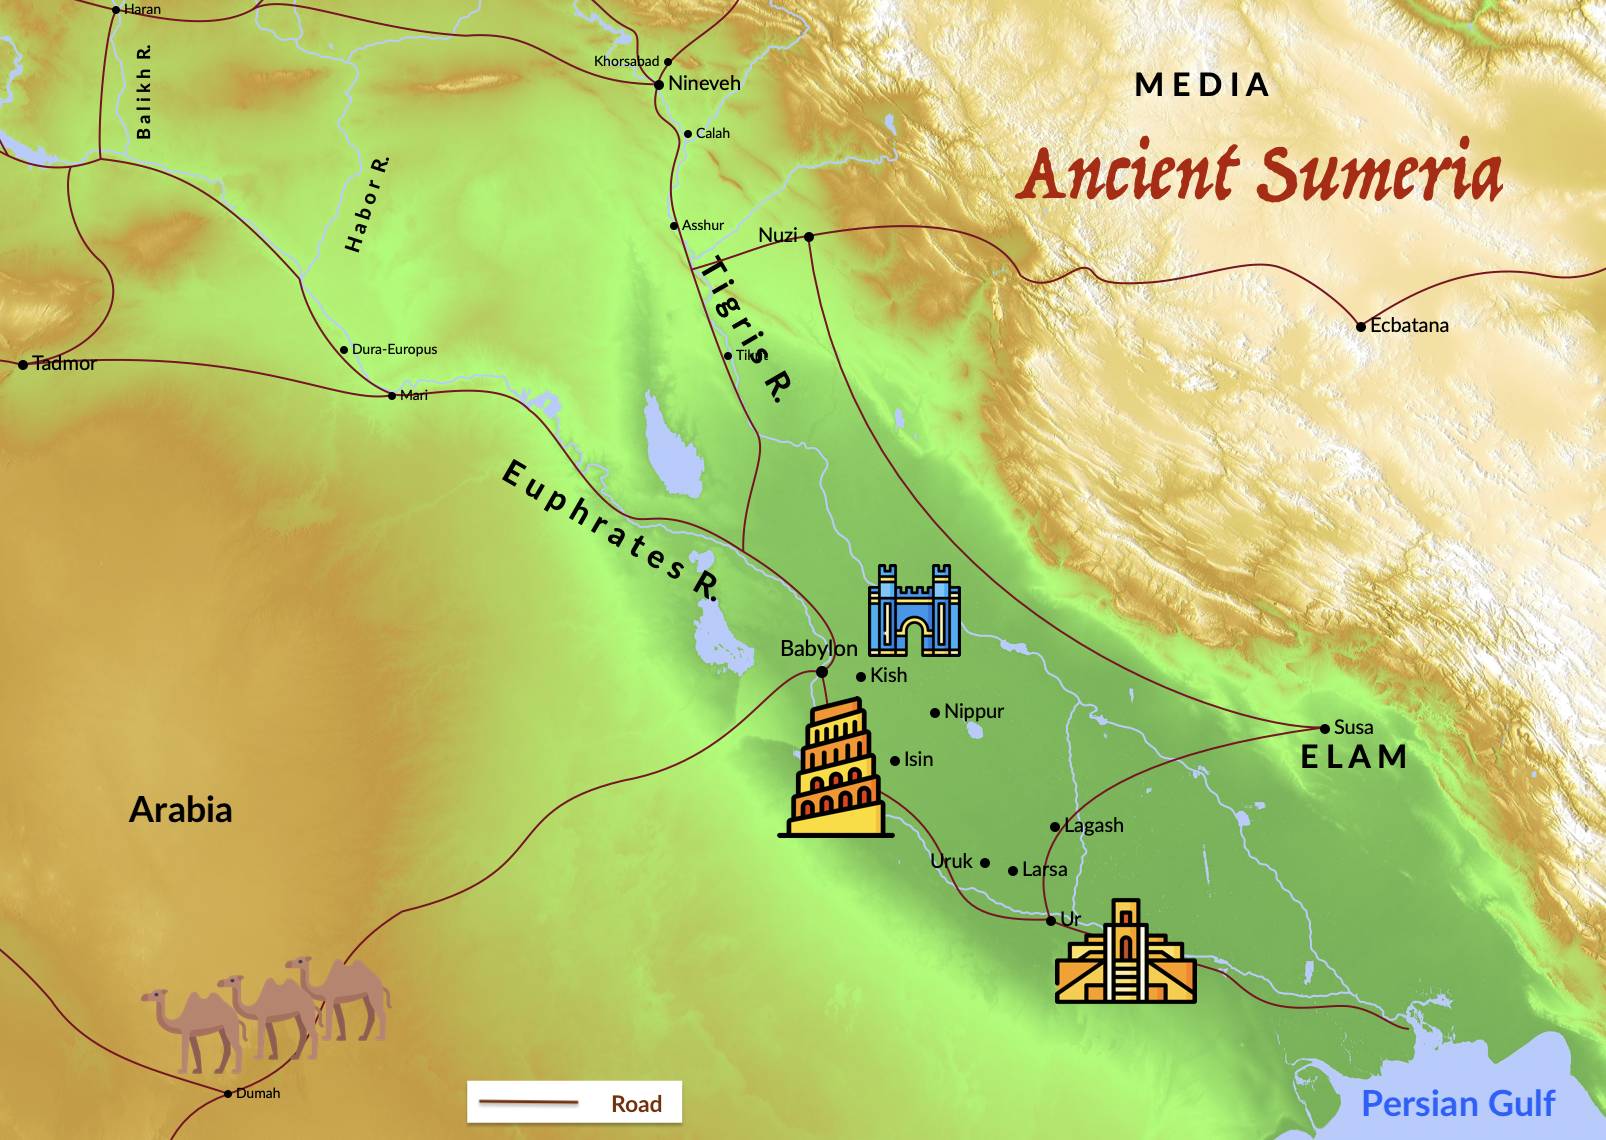 Haran
Balikh R.
Khorsabad
Nineveh
MEDIA
Calah
Ancient Sumeria
Habor R.
Asshur
Nuzi
Tigris R.
Ecbatana
Dura-Europus
Tikrit
Tadmor
Mari
Euphrates R.
Babylon
Kish
Nippur
Susa
ELAM
Isin
Arabia
Lagash
Uruk
Larsa
Ur
Dumah
Road
Persian Gulf